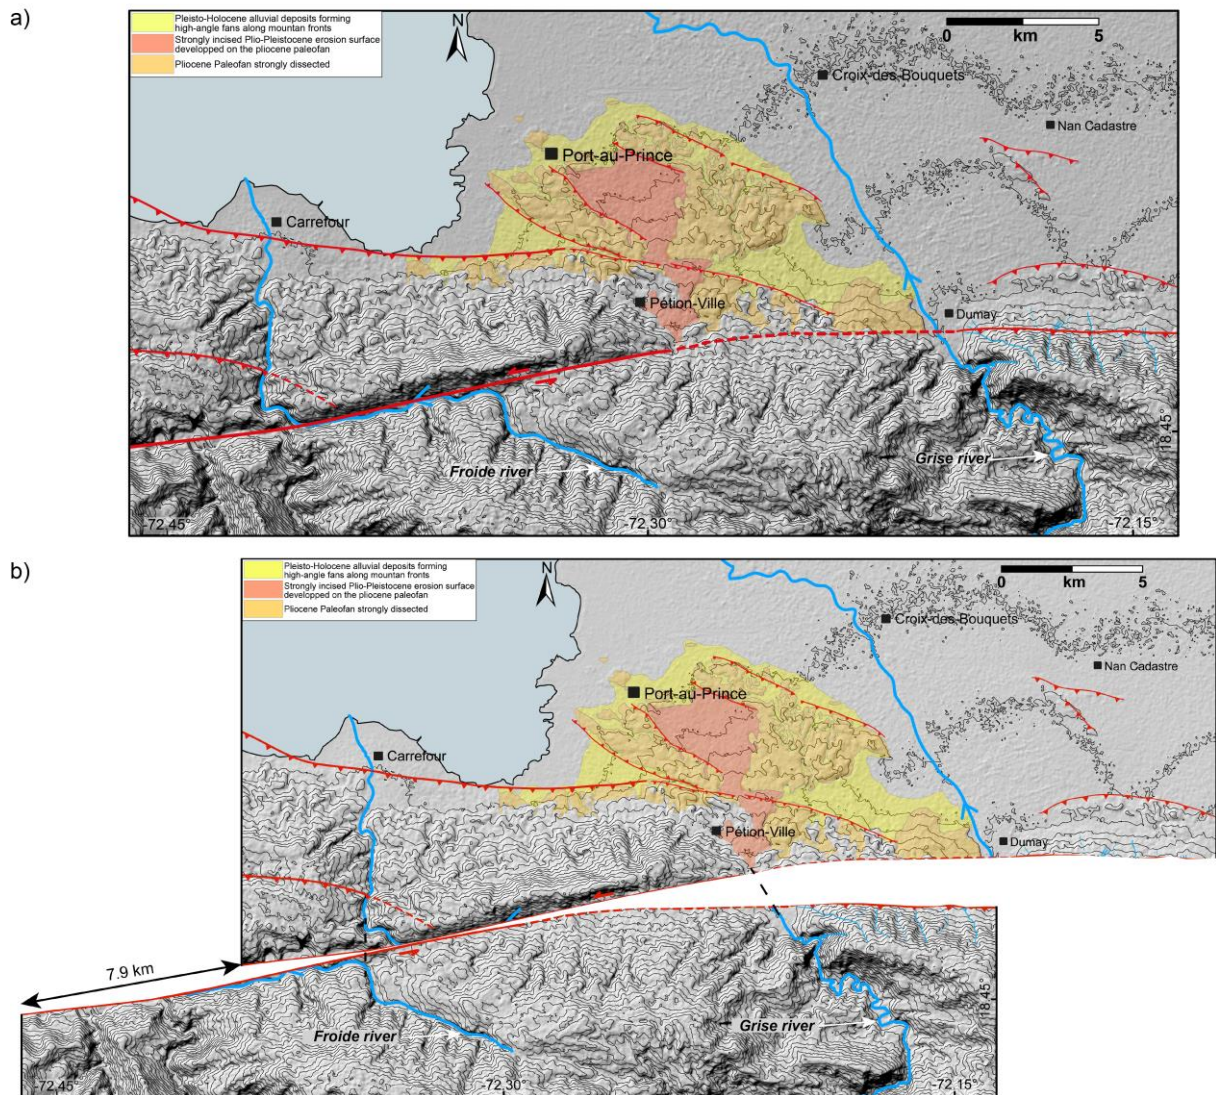 a)
Pleisto-Holocene alluvial deposits forming
high-angle fans along mountan fronts
Strongly incised Plio-Pleistocene erosion surface
developped on the pliocene paleofan
Pliocene Paleofan strongly dissected
N
0 km 5
Croix-des-Bouquets
Nan Cadastre
Port-au-Prince
Carrefour
Pétion-Ville
Dumay
18.45°
Froide river
Grise river
-72.45°
-72.30°
-72.15°
b)
Pleisto-Holocene alluvial deposits forming
high-angle fans along mountan fronts
Strongly incised Plio-Pleistocene erosion surface
developped on the pliocene paleofan
Pliocene Paleofan strongly dissected
N
0 km 5
Croix-des-Bouquets
Nan Cadastre
Port-au-Prince
Carrefour
Pétion-Ville
Dumay
7.9 km
18.45
Froide river
Grise river
-72.45°
-72.30°
-72.15°